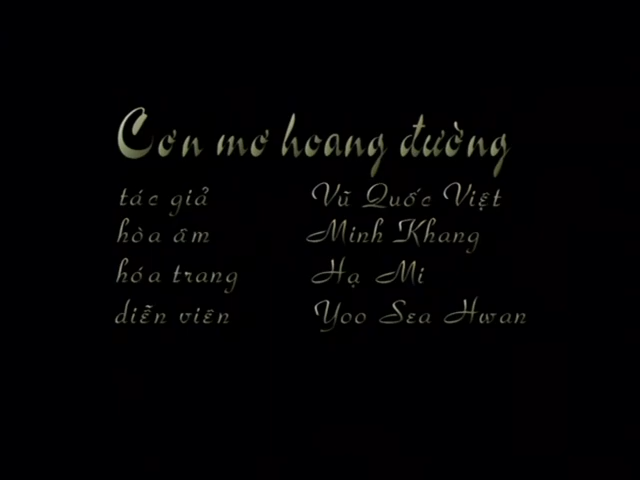 Cơn mơ hoang đường
tác giả Vũ Quốc Việt
hòa âm Minh Khang
hóa trang Hạ Mi
diễn viên Yoo Sea Hwan